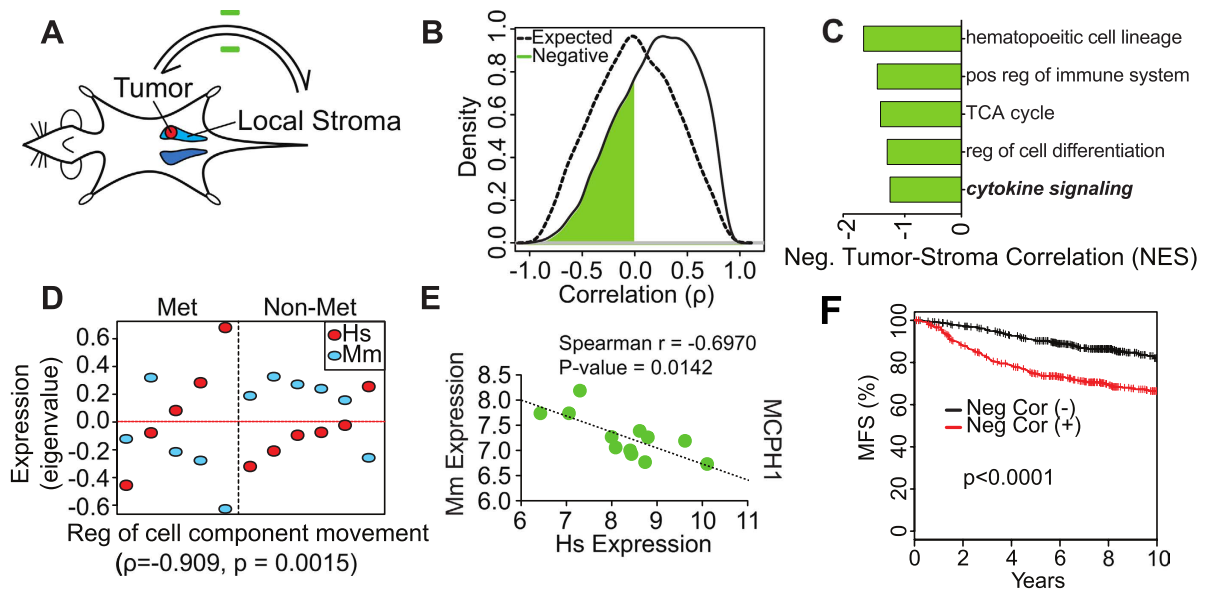 A
Tumor
Local Stroma
B
Expected
Negative
Density
0.0 0.2 0.4 0.6 0.8 1.0
-1.0 -0.5 0.0 0.5 1.0
Correlation (ρ)
C
hematopoeitic cell lineage
pos reg of immune system
TCA cycle
reg of cell differentiation
cytokine signaling
-2 -1 0
Neg. Tumor-Stroma Correlation (NES)
D
Met Non-Met
Hs
Mm
Expression
(eigenvalue)
0.6
0.4
0.2
0.0
-0.2
-0.4
-0.6
Reg of cell component movement
(ρ=-0.909, p = 0.0015)
E
Spearman r = -0.6970
P-value = 0.0142
Mm Expression
8.5
8.0
7.5
7.0
6.5
6.0
6 7 8 9 10 11
Hs Expression
MCPH1
F
MFS (%)
0 20 40 60 80 100
Neg Cor (-)
Neg Cor (+)
p<0.0001
0 2 4 6 8 10
Years